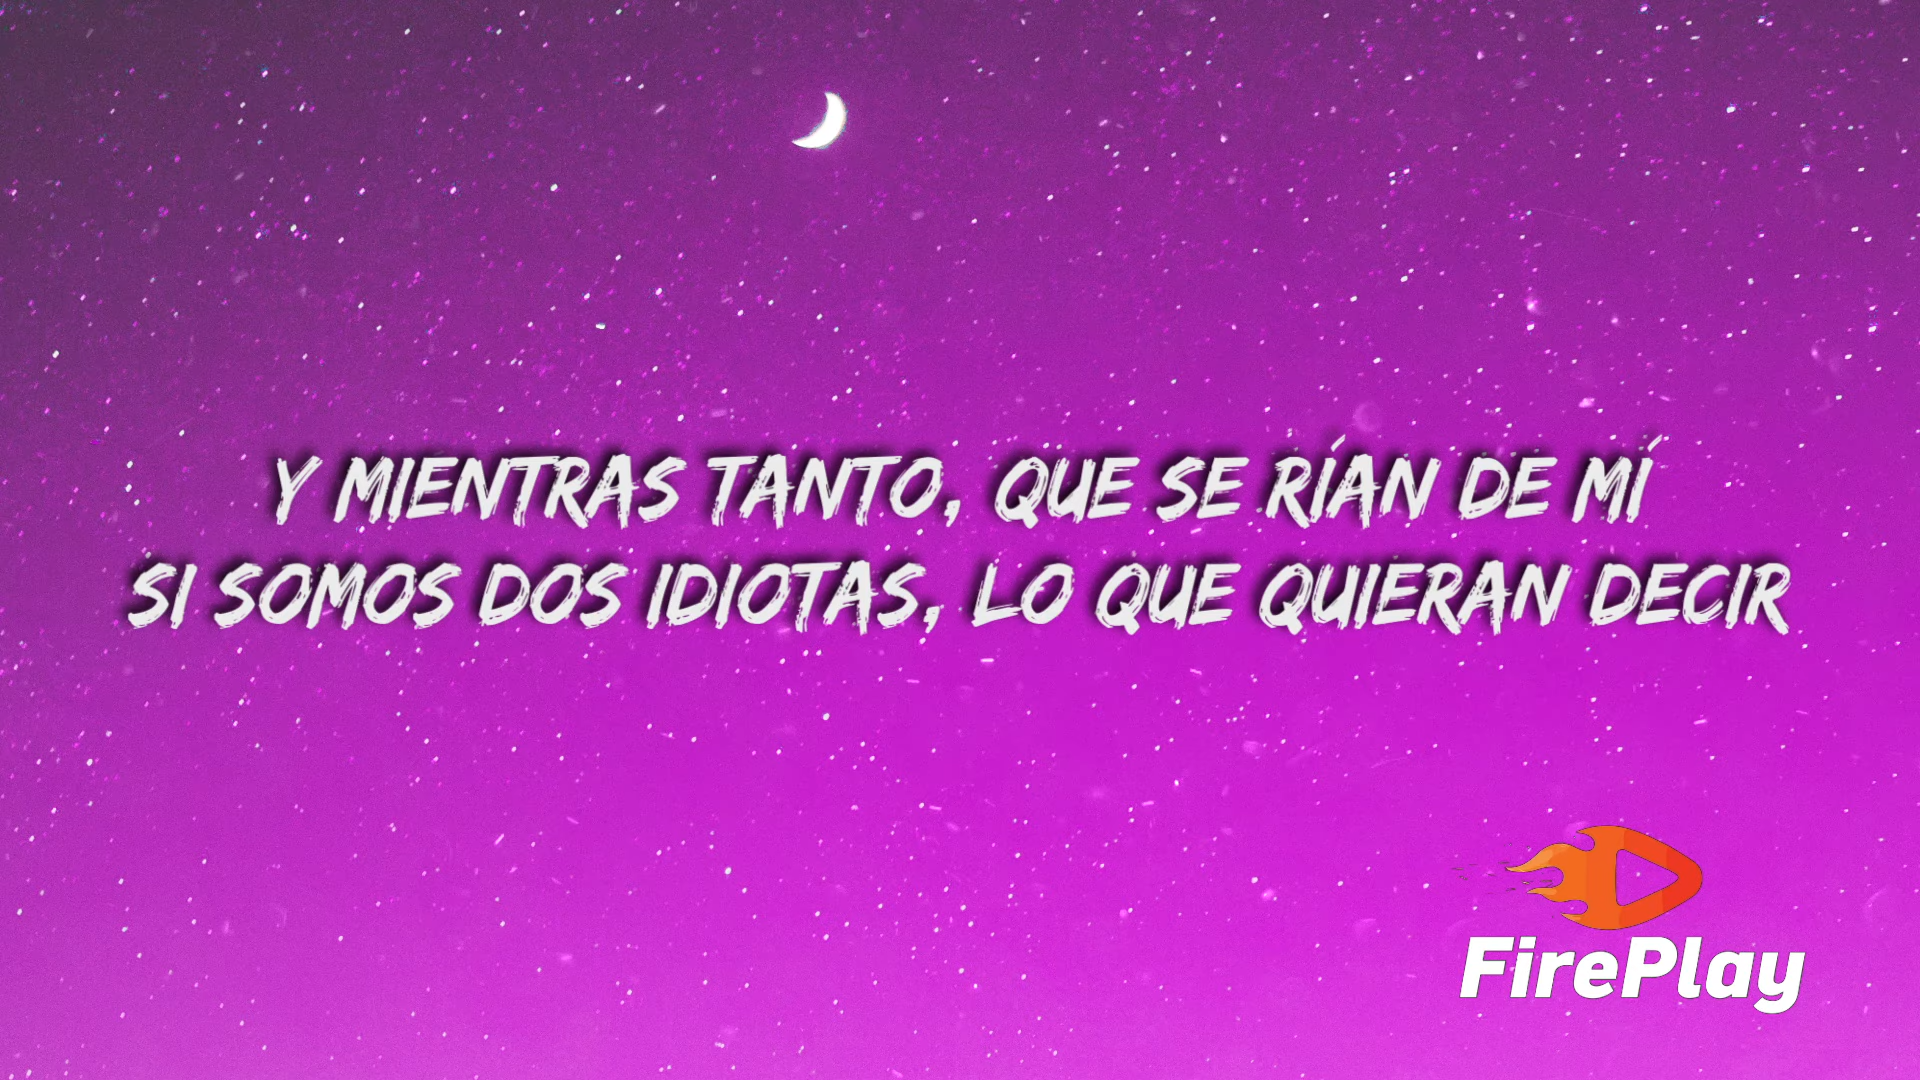 Y MIENTRAS TANTO, QUE SE RÍAN DE MÍ
SI SOMOS DOS IDIOTAS, LO QUE QUIERAN DECIR
FirePlay